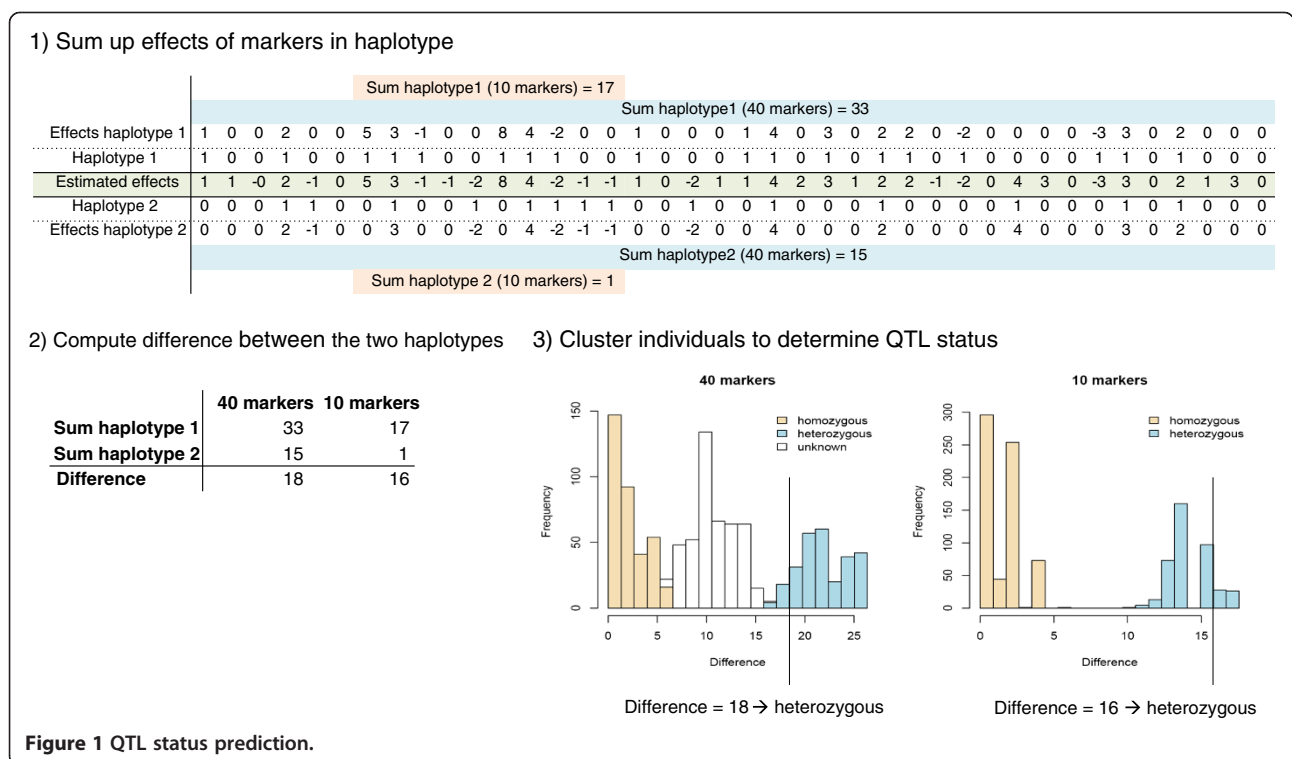 1) Sum up effects of markers in haplotype
Sum haplotype1 (10 markers) = 17
Sum haplotype1 (40 markers) = 33
Effects haplotype 1 1 0 0 2 0 0 5 3 -1 0 0 8 4 -2 0 0 1 0 0 0 1 4 0 3 0 2 2 0 -2 0 0 0 0 -3 3 0 2 0 0 0
Haplotype 1 1 0 0 1 0 0 1 1 1 0 0 1 1 1 0 0 1 0 0 0 1 1 0 1 0 1 1 0 1 0 0 0 0 1 1 0 1 0 0 0
Estimated effects 1 1 -0 2 -1 0 5 3 -1 -1 -2 8 4 -2 -1 -1 1 0 -2 1 1 4 2 3 1 2 2 -1 -2 0 4 3 0 -3 3 0 2 1 3 0
Haplotype 2 0 0 0 1 1 0 0 1 0 0 1 0 1 1 1 1 0 0 1 0 0 1 0 0 0 1 0 0 0 0 1 0 0 0 1 0 1 0 0 0
Effects haplotype 2 0 0 0 2 -1 0 0 3 0 0 -2 0 4 -2 -1 -1 0 0 -2 0 0 4 0 0 0 2 0 0 0 0 4 0 0 0 3 0 2 0 0 0
Sum haplotype2 (40 markers) = 15
Sum haplotype 2 (10 markers) = 1
2) Compute difference between the two haplotypes
40 markers 10 markers
Sum haplotype 1 33 17
Sum haplotype 2 15 1
Difference 18 16
3) Cluster individuals to determine QTL status
40 markers
homozygous
heterozygous
unknown
Frequency
0 50 100 150
0 5 10 15 20 25
Difference
Difference = 18 → heterozygous
10 markers
homozygous
heterozygous
Frequency
0 50 100 150 200 250 300
0 5 10 15
Difference
Difference = 16 → heterozygous
Figure 1 QTL status prediction.